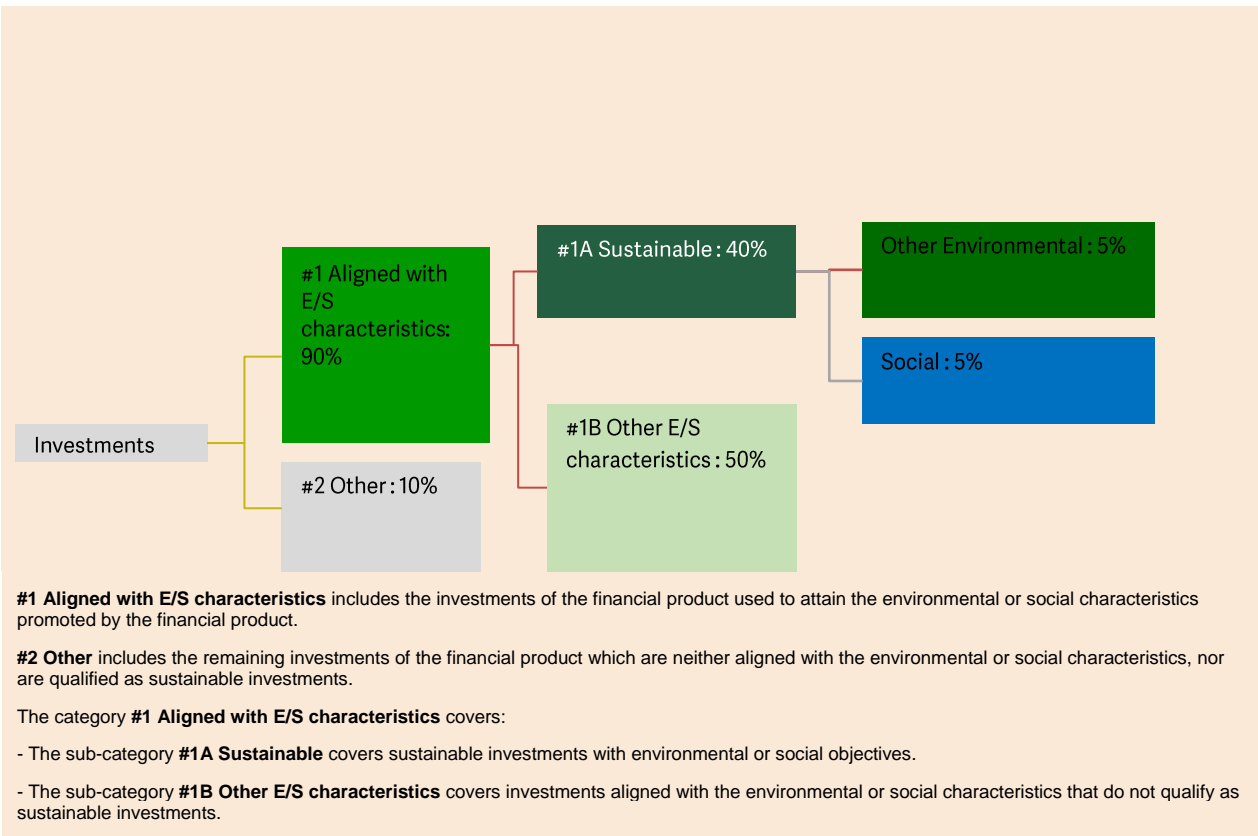 #1A Sustainable : 40%
Other Environmental : 5%
#1 Aligned with
E/S
characteristics:
90%
Social : 5%
#1B Other E/S
characteristics : 50%
Investments
#2 Other : 10%
#1 Aligned with E/S characteristics includes the investments of the financial product used to attain the environmental or social characteristics
promoted by the financial product.
#2 Other includes the remaining investments of the financial product which are neither aligned with the environmental or social characteristics, nor
are qualified as sustainable investments.
The category #1 Aligned with E/S characteristics covers:
- The sub-category #1A Sustainable covers sustainable investments with environmental or social objectives.
- The sub-category #1B Other E/S characteristics covers investments aligned with the environmental or social characteristics that do not qualify as
sustainable investments.